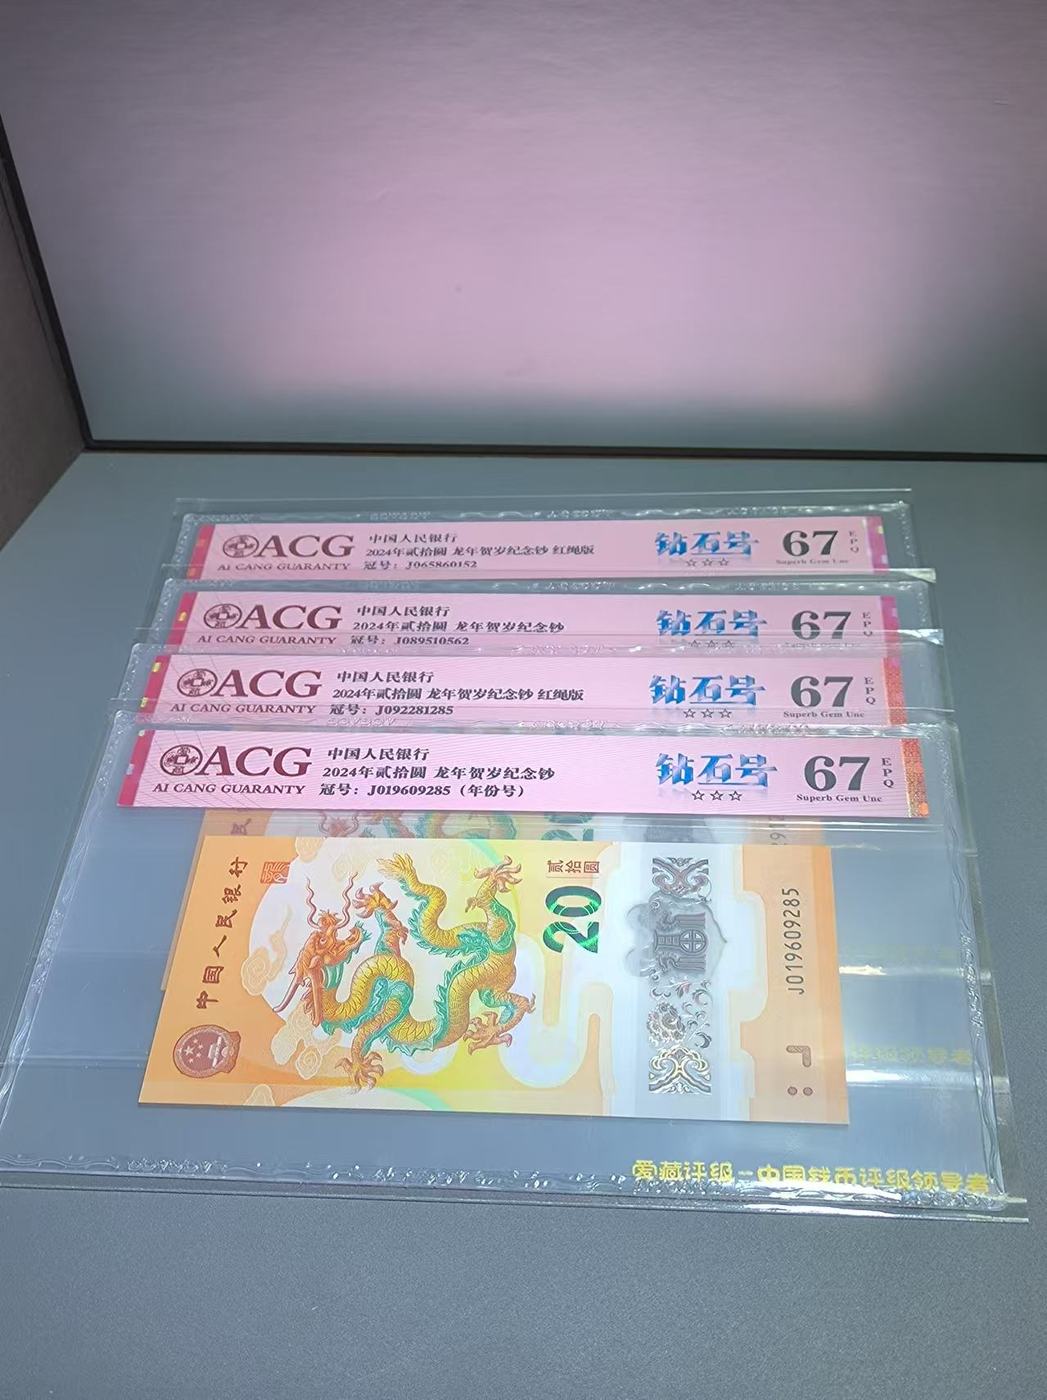 ACG
AI CANG GUARANTY
中国人民银行
2024年贰拾圆 龙年贺岁纪念钞 红绳版
冠号：J065860152
钻石号
☆☆☆
67
EPQ
Superb Gem Unc
ACG
AI CANG GUARANTY
中国人民银行
2024年贰拾圆 龙年贺岁纪念钞
冠号：J089510562
钻石号
☆☆☆
67
EPQ
ACG
AI CANG GUARANTY
中国人民银行
2024年贰拾圆 龙年贺岁纪念钞 红绳版
冠号：J092281285
钻石号
☆☆☆
67
EPQ
Superb Gem Unc
ACG
AI CANG GUARANTY
中国人民银行
2024年贰拾圆 龙年贺岁纪念钞
冠号：J019609285（年份号）
钻石号
☆☆☆
67
EPQ
Superb Gem Unc
中国人民银行
贰拾圆
20
J019609285
爱藏评级-中国钱币评级领导者